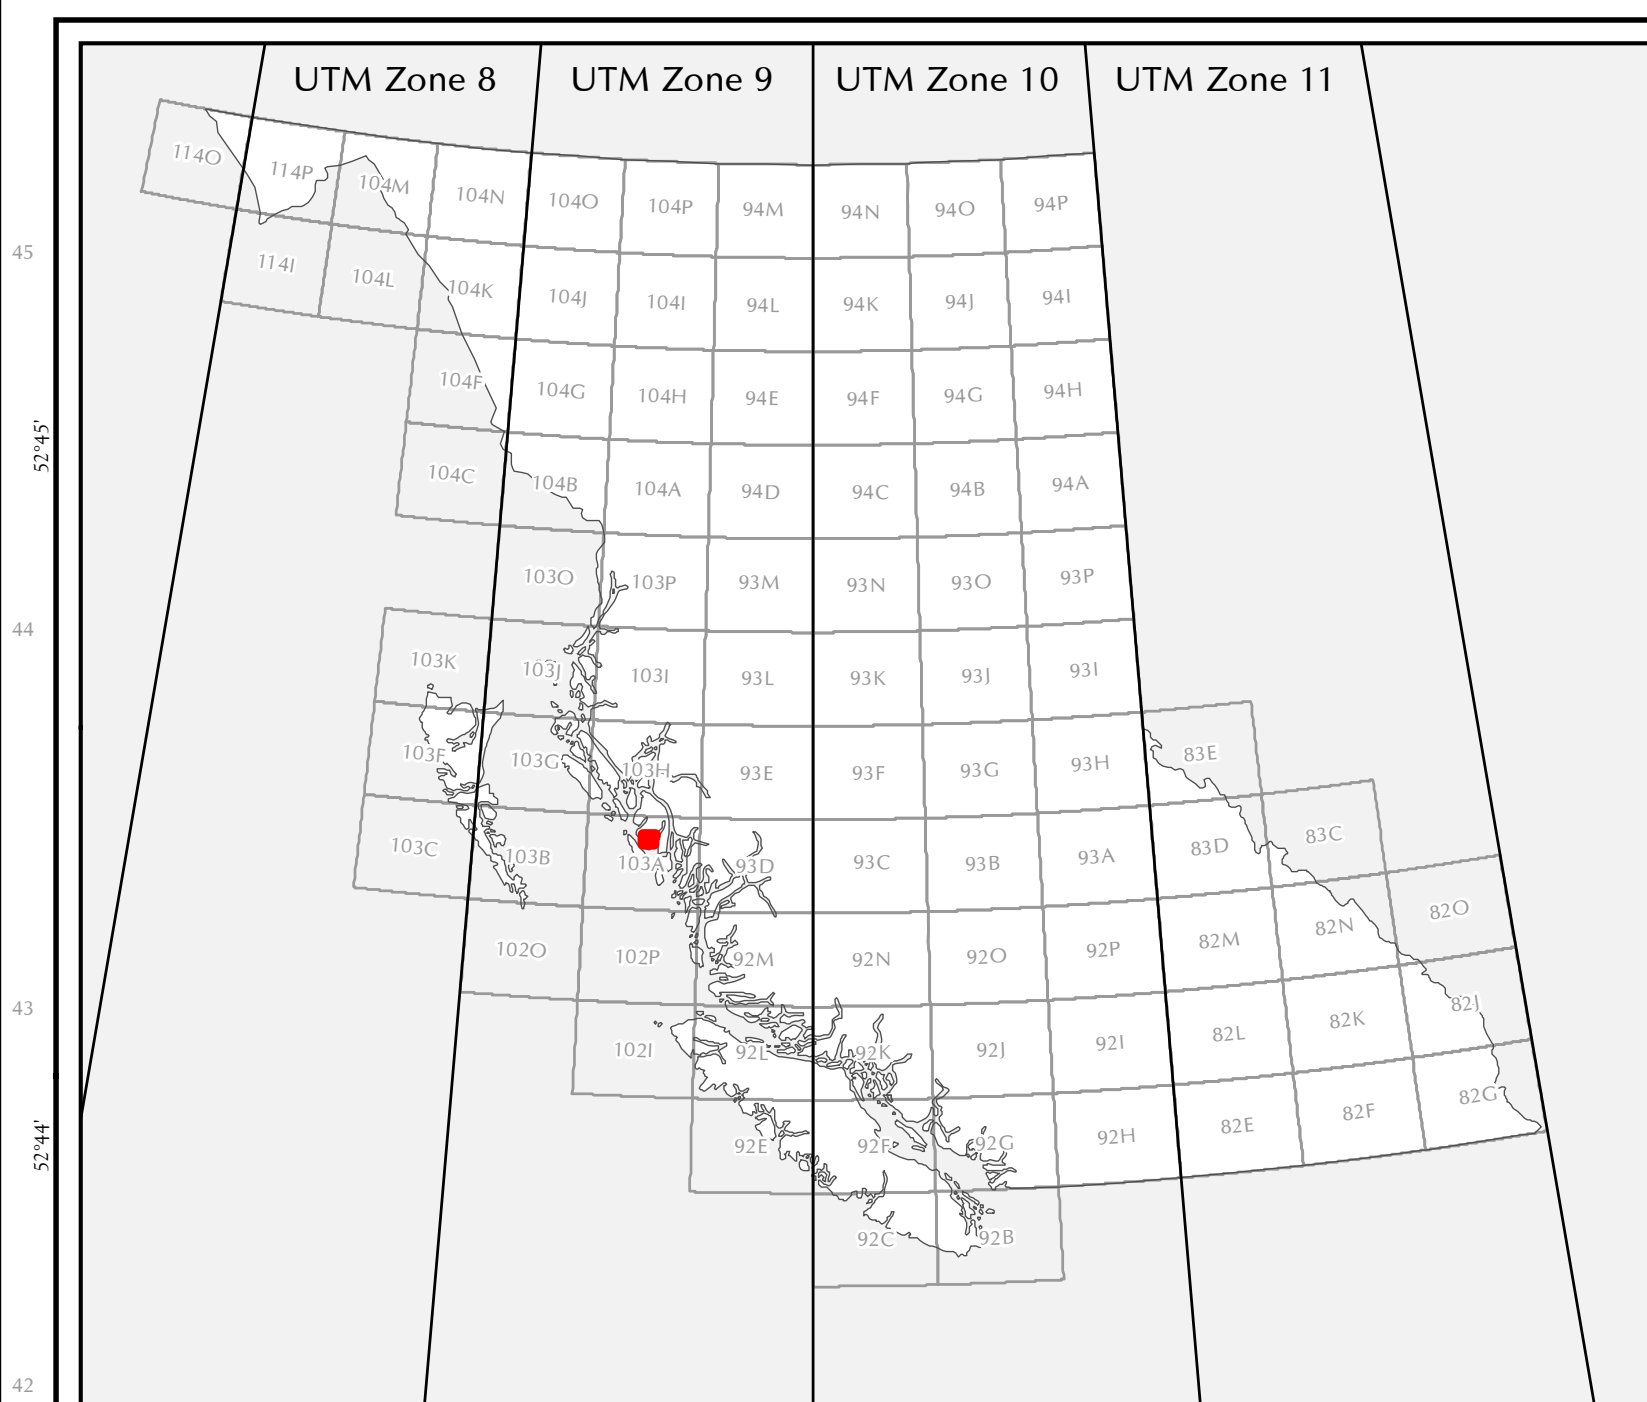 UTM Zone 8 UTM Zone 9 UTM Zone 10 UTM Zone 11
114O 114P 104M 104N 104O 104P 94M 94N 94O 94P
45
114I 104L 104K 104J 104I 94L 94K 94J 94I
104F 104G 104H 94E 94F 94G 94H
52°45'
104C 104B 104A 94D 94C 94B 94A
103O 103P 93M 93N 93O 93P
44
103K 103J 103I 93L 93K 93J 93I
103F 103G 103H 93E 93F 93G 93H 83E
103C 103B 103A 93D 93C 93B 93A 83D 83C
102O 102P 92M 92N 92O 92P 82M 82N 82O
43
102I 92L 92K 92J 92I 82L 82K 82J
52°44'
92E 92F 92G 92H 82E 82F 82G
92C 92B
42